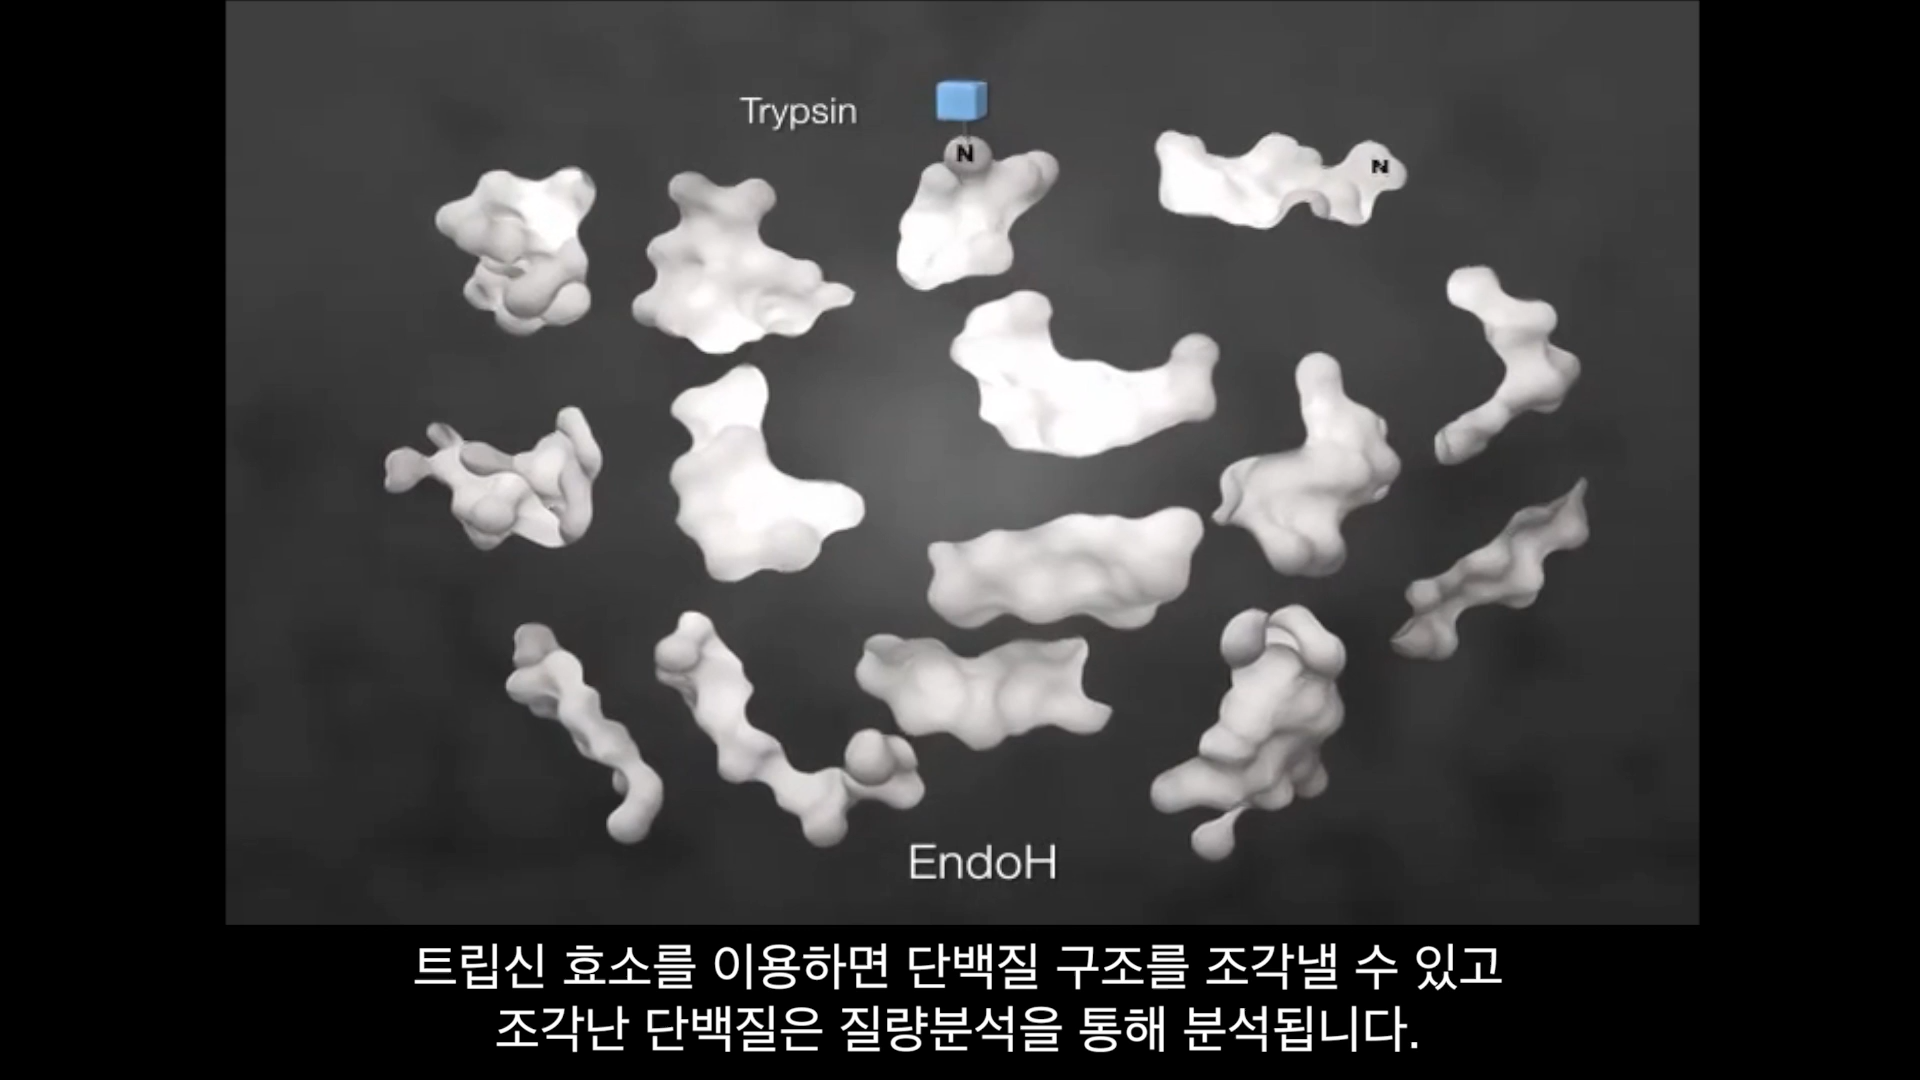 Trypsin
N
N
EndoH
트립신 효소를 이용하면 단백질 구조를 조각낼 수 있고
조각난 단백질은 질량분석을 통해 분석됩니다.